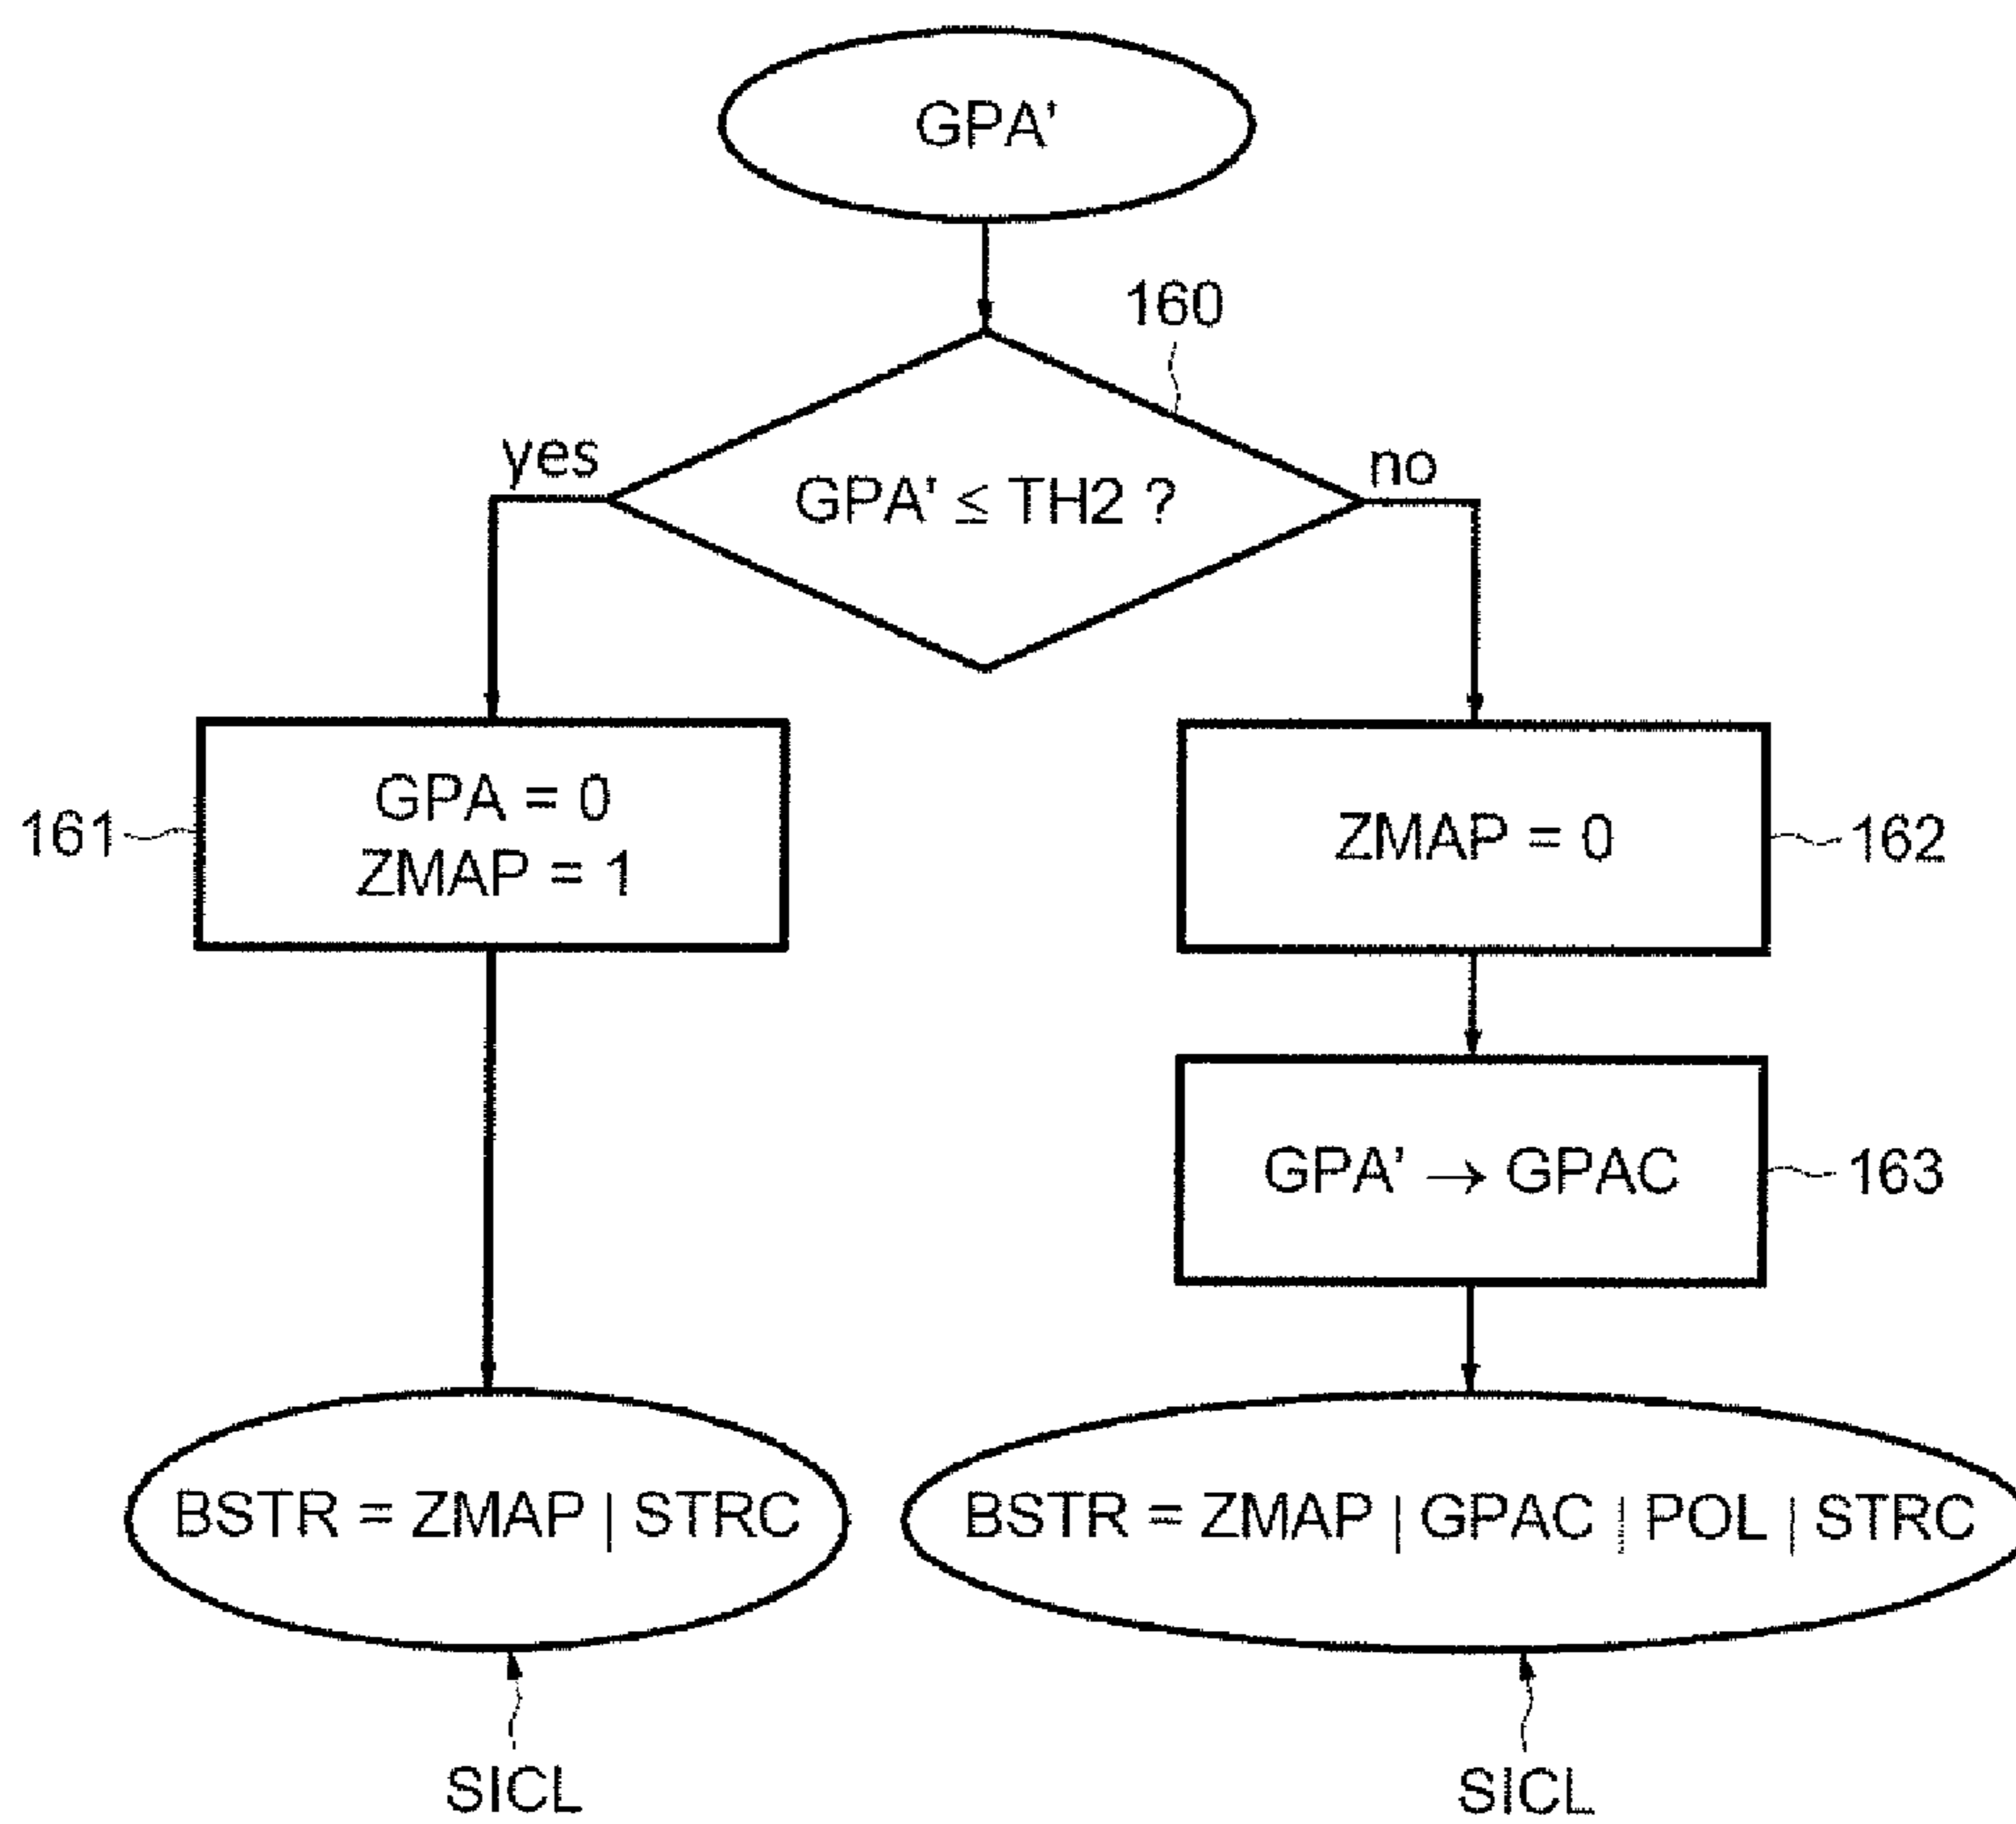 GPA'
160
yes
no
GPA' ≤ TH2 ?
161
GPA = 0
ZMAP = 1
ZMAP = 0
162
GPA' → GPAC
163
BSTR = ZMAP | STRC
BSTR = ZMAP | GPAC | POL | STRC
SICL
SICL